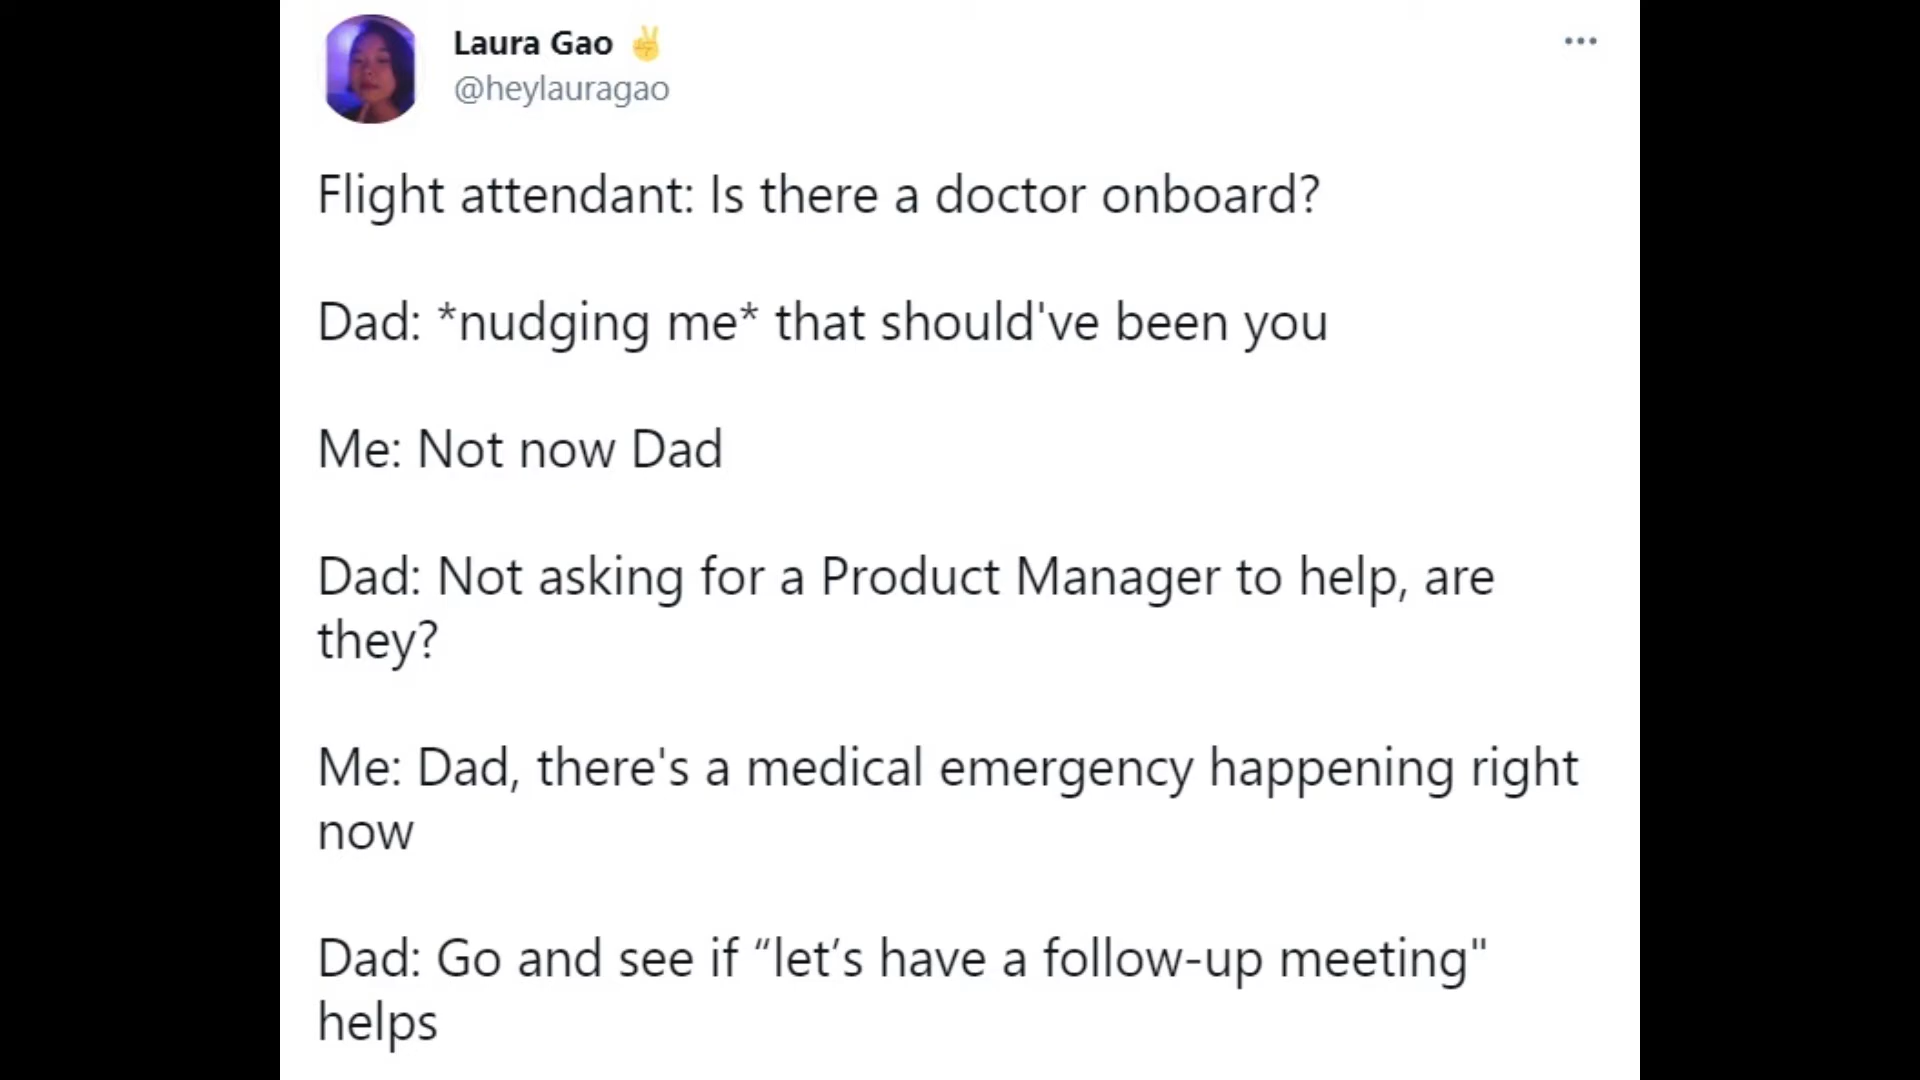 Laura Gao ✌
@heylauragao
Flight attendant: Is there a doctor onboard?
Dad: *nudging me* that should've been you
Me: Not now Dad
Dad: Not asking for a Product Manager to help, are
they?
Me: Dad, there's a medical emergency happening right
now
Dad: Go and see if “let’s have a follow-up meeting"
helps